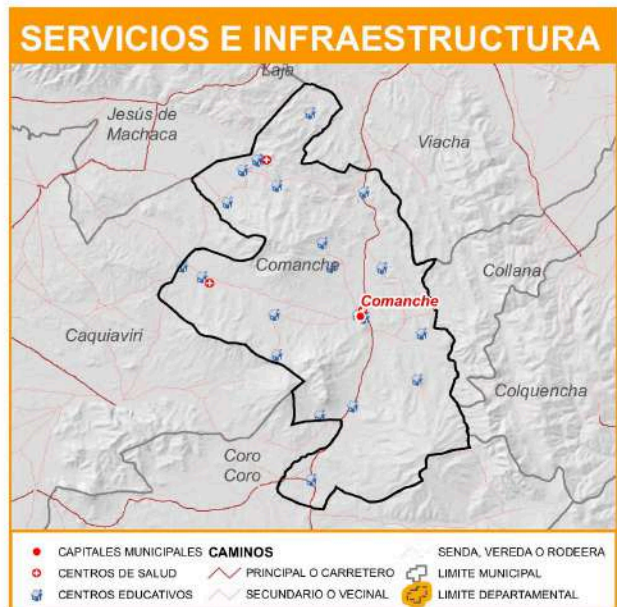 SERVICIOS E INFRAESTRUCTURA
Laja
Jesús de
Machaca
Viacha
Comanche
Collana
Comanche
Caquiaviri
Colquencha
Coro
Coro
CAPITALES MUNICIPALES
CAMINOS
SENDA, VEREDA O RODEERA
CENTROS DE SALUD
PRINCIPAL O CARRETERO
LIMITE MUNICIPAL
CENTROS EDUCATIVOS
SECUNDARIO O VECINAL
LIMITE DEPARTAMENTAL